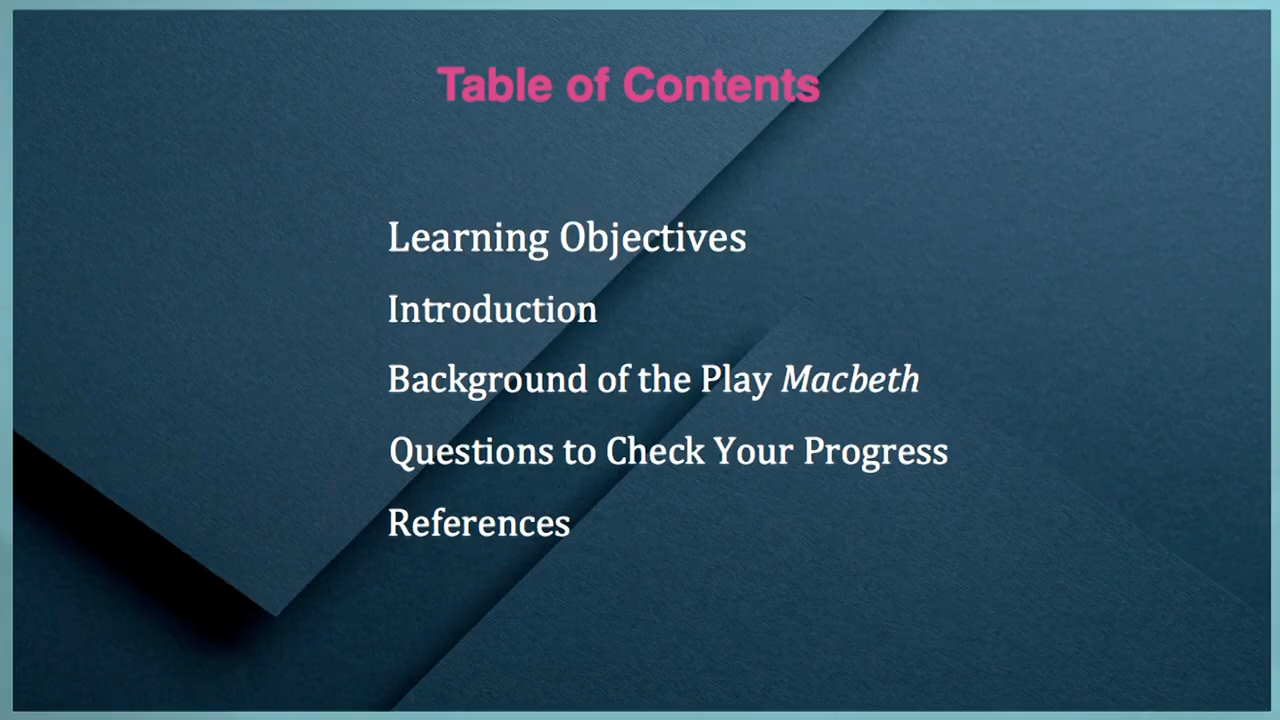 Table of Contents
Learning Objectives
Introduction
Background of the Play Macbeth
Questions to Check Your Progress
References